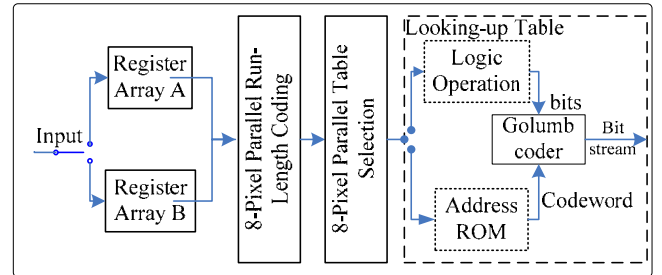 Looking-up Table
Register
Array A
Input
Register
Array B
8-Pixel Parallel Run-
Length Coding
8-Pixel Parallel Table
Selection
Logic
Operation
bits
Golumb
coder
Bit
stream
Codeword
Address
ROM